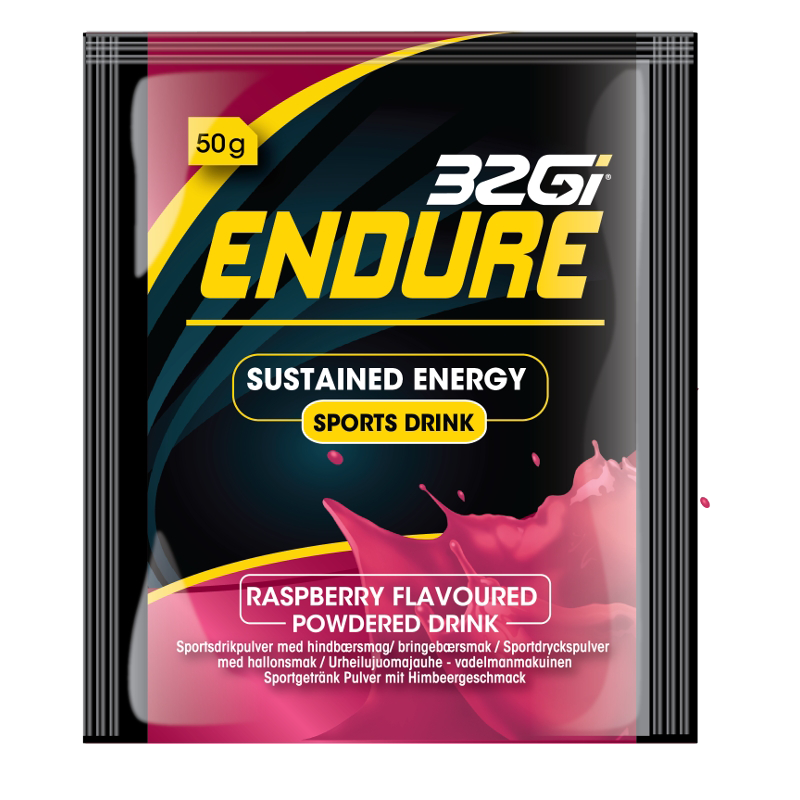 50g
32Gi®
ENDURE
SUSTAINED ENERGY
SPORTS DRINK
RASPBERRY FLAVOURED
POWDERED DRINK
Sportsdrikpulver med hindbærsmag/ bringebærsmak / Sportdryckspulver
med hallonsmak / Urheilujuomajauhe - vadelmanmakuinen
Sportgetränk Pulver mit Himbeergeschmack